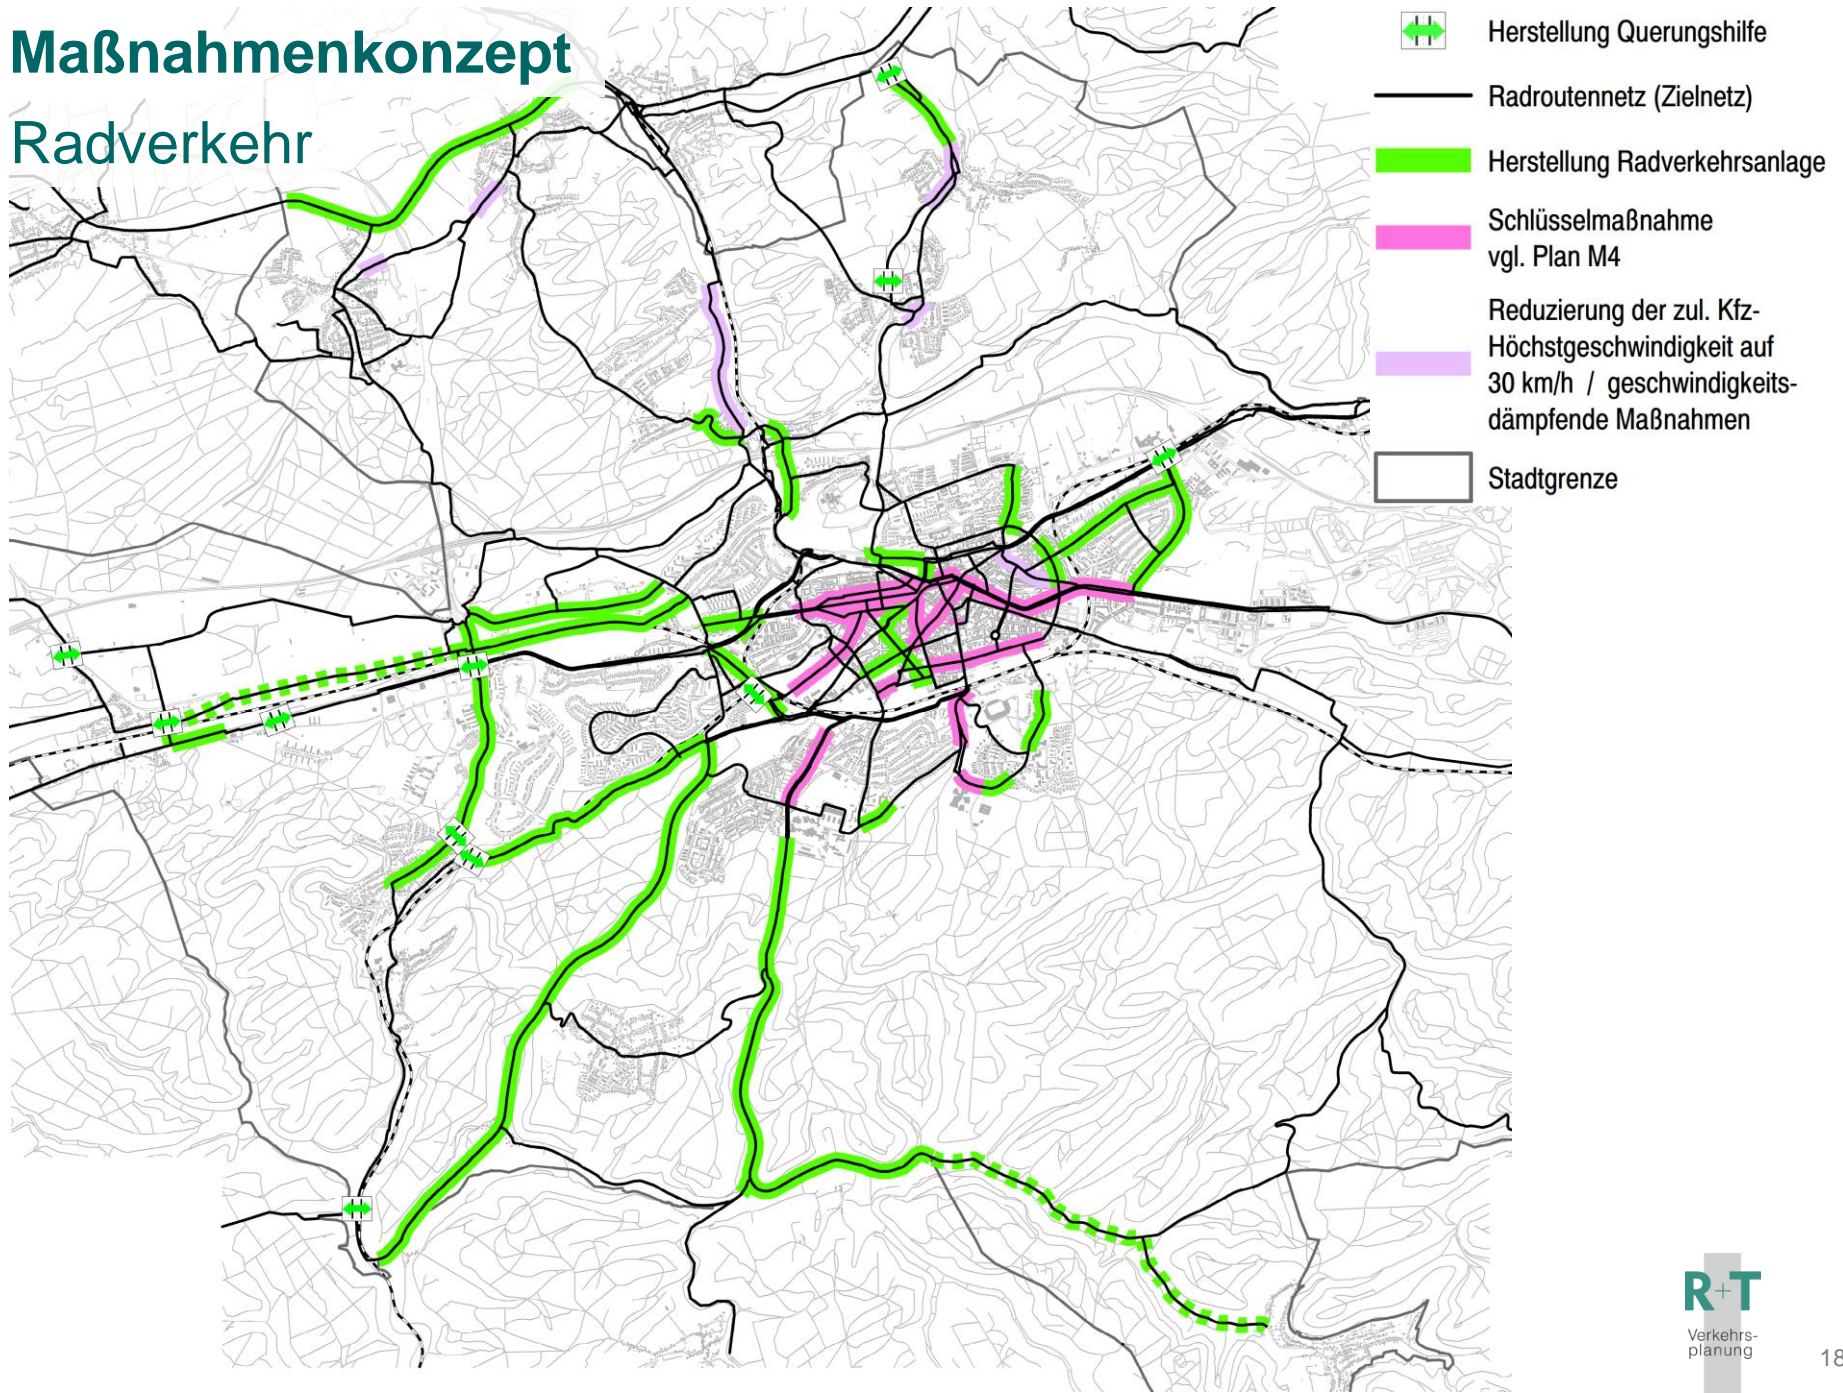 Maßnahmenkonzept
Radverkehr
Herstellung Querungshilfe
Radroutennetz (Zielnetz)
Herstellung Radverkehrsanlage
Schlüsselmaßnahme
vgl. Plan M4
Reduzierung der zul. Kfz-
Höchstgeschwindigkeit auf
30 km/h / geschwindigkeits-
dämpfende Maßnahmen
Stadtgrenze
R+T
Verkehrs-
planung
18